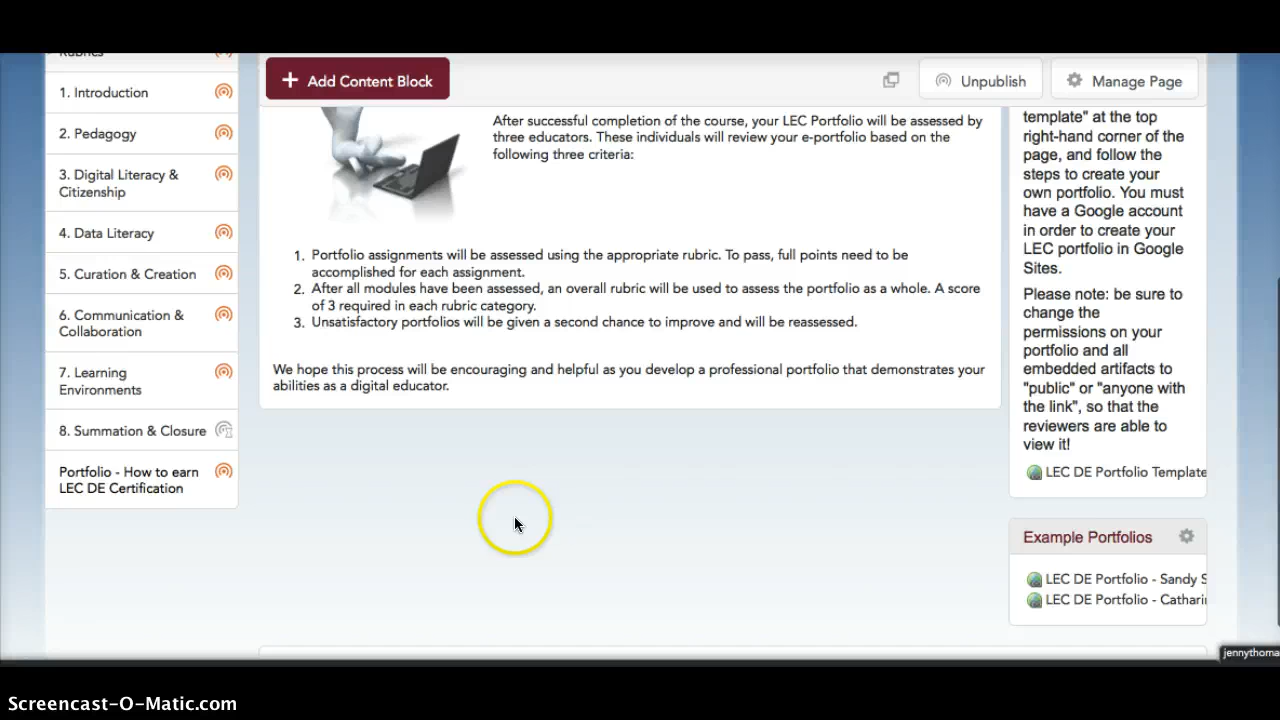 Rubrics
1. Introduction
2. Pedagogy
3. Digital Literacy &
Citizenship
4. Data Literacy
5. Curation & Creation
6. Communication &
Collaboration
7. Learning
Environments
8. Summation & Closure
Portfolio - How to earn
LEC DE Certification
+ Add Content Block
Unpublish
Manage Page
After successful completion of the course, your LEC Portfolio will be assessed by
three educators. These individuals will review your e-portfolio based on the
following three criteria:
1. Portfolio assignments will be assessed using the appropriate rubric. To pass, full points need to be
accomplished for each assignment.
2. After all modules have been assessed, an overall rubric will be used to assess the portfolio as a whole. A score
of 3 required in each rubric category.
3. Unsatisfactory portfolios will be given a second chance to improve and will be reassessed.
We hope this process will be encouraging and helpful as you develop a professional portfolio that demonstrates your
abilities as a digital educator.
template" at the top
right-hand corner of
the page, and follow the
steps to create your
own portfolio. You must
have a Google account
in order to create your
LEC portfolio in Google
Sites.
Please note: be sure to
change the
permissions on your
portfolio and all
embedded artifacts to
"public" or "anyone with
the link", so that the
reviewers are able to
view it!
LEC DE Portfolio Template
Example Portfolios
LEC DE Portfolio - Sandy S
LEC DE Portfolio - Cathari
jennythoma
Screencast-O-Matic.com